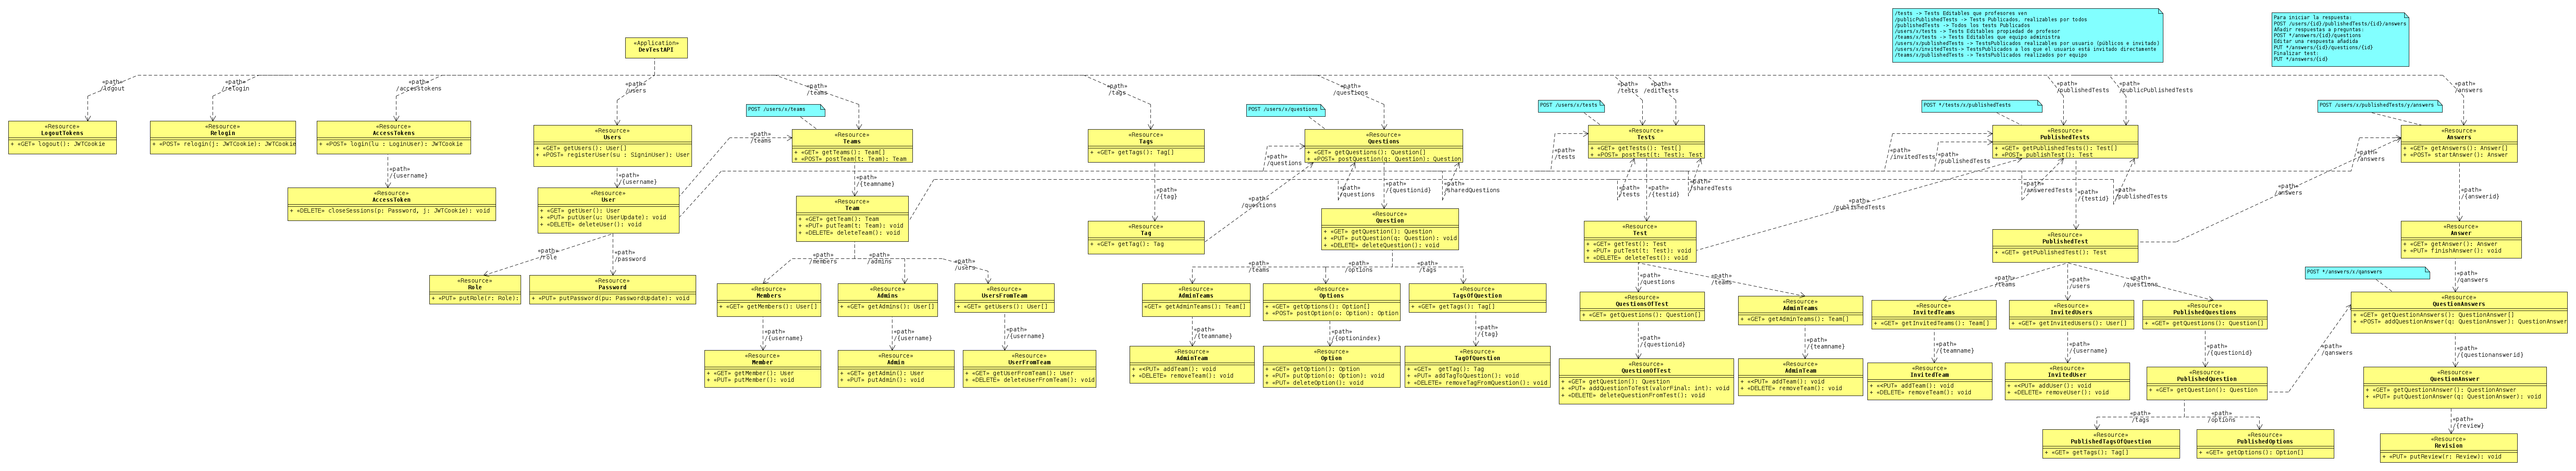 /tests -> Tests Editables que profesores ven
/publicPublishedTests -> Tests Publicados, realizables por todos
/publishedTests -> Todos los tests Publicados
/users/x/tests -> Tests Editables propiedad de profesor
/teams/x/tests -> Tests Editables que equipo administra
/users/x/publishedTests -> TestsPublicados realizables por usuario (públicos e invitado)
/users/x/invitedTests-> TestsPublicados a los que el usuario está invitado directamente
/teams/x/publishedTests -> TestsPublicados realizados por equipo
Para iniciar la respuesta:
POST /users/{id}/publishedTests/{id}/answers
Añadir respuestas a preguntas:
POST */answers/{id}/questions
Editar una respuesta añadida
PUT */answers/{id}/questions/{id}
Finalizar test:
PUT */answers/{id}
«Application»
DevTestAPI
«path»
/logout
«path»
/relogin
«path»
/accesstokens
«path»
/users
«path»
/teams
«path»
/tags
«path»
/questions
«path»
/tests
«path»
/editTests
«path»
/publishedTests
«path»
/publicPublishedTests
«path»
/answers
POST /users/x/teams
POST /users/x/questions
POST /users/x/tests
POST */tests/x/publishedTests
POST /users/x/publishedTests/y/answers
«Resource»
LogoutTokens
+ «GET» logout(): JWTCookie
«Resource»
Relogin
+ «POST» relogin(j: JWTCookie): JWTCookie
«Resource»
AccessTokens
+ «POST» login(lu : LoginUser): JWTCookie
«Resource»
Users
+ «GET» getUsers(): User[]
+ «POST» registerUser(su : SigninUser): User
«path»
/teams
«Resource»
Teams
+ «GET» getTeams(): Team[]
+ «POST» postTeam(t: Team): Team
«Resource»
Tags
+ «GET» getTags(): Tag[]
«path»
/questions
«Resource»
Questions
+ «GET» getQuestions(): Question[]
+ «POST» postQuestion(q: Question): Question
«path»
/tests
«Resource»
Tests
+ «GET» getTests(): Test[]
+ «POST» postTest(t: Test): Test
«path»
/invitedTests
«path»
/publishedTests
«Resource»
PublishedTests
+ «GET» getPublishedTests(): Test[]
+ «POST» publishTest(): Test
«path»
/answers
«Resource»
Answers
+ «GET» getAnswers(): Answer[]
+ «POST» startAnswer(): Answer
«path»
/{username}
«path»
/{username}
«path»
/{teamname}
«path»
/{tag}
«path»
/questions
«path»
/questions
«path»
/{questionid}
«path»
/sharedQuestions
«path»
/tests
«path»
/{testid}
«path»
/sharedTests
«path»
/publishedTests
«path»
/answeredTests
«path»
/{testid}
«path»
/publishedTests
«path»
/answers
«path»
/{answerid}
«Resource»
AccessToken
+ «DELETE» closeSessions(p: Password, j: JWTCookie): void
«Resource»
User
+ «GET» getUser(): User
+ «PUT» putUser(u: UserUpdate): void
+ «DELETE» deleteUser(): void
«Resource»
Team
+ «GET» getTeam(): Team
+ «PUT» putTeam(t: Team): void
+ «DELETE» deleteTeam(): void
«Resource»
Tag
+ «GET» getTag(): Tag
«Resource»
Question
+ «GET» getQuestion(): Question
+ «PUT» putQuestion(q: Question): void
+ «DELETE» deleteQuestion(): void
«Resource»
Test
+ «GET» getTest(): Test
+ «PUT» putTest(t: Test): void
+ «DELETE» deleteTest(): void
«Resource»
PublishedTest
+ «GET» getPublishedTest(): Test
«Resource»
Answer
+ «GET» getAnswer(): Answer
+ «PUT» finishAnswer(): void
«path»
/role
«path»
/password
«path»
/members
«path»
/admins
«path»
/users
«path»
/teams
«path»
/options
«path»
/tags
«path»
/questions
«path»
/teams
«path»
/teams
«path»
/users
«path»
/questions
POST */answers/x/qanswers
«path»
/qanswers
«Resource»
Role
+ «PUT» putRole(r: Role):
«Resource»
Password
+ «PUT» putPassword(pu: PasswordUpdate): void
«Resource»
Members
+ «GET» getMembers(): User[]
«Resource»
Admins
+ «GET» getAdmins(): User[]
«Resource»
UsersFromTeam
+ «GET» getUsers(): User[]
«Resource»
AdminTeams
«GET» getAdminTeams(): Team[]
«Resource»
Options
+ «GET» getOptions(): Option[]
+ «POST» postOption(o: Option): Option
«Resource»
TagsOfQuestion
+ «GET» getTags(): Tag[]
«Resource»
QuestionsOfTest
+ «GET» getQuestions(): Question[]
«Resource»
AdminTeams
+ «GET» getAdminTeams(): Team[]
«Resource»
InvitedTeams
+ «GET» getInvitedTeams(): Team[]
«Resource»
InvitedUsers
+ «GET» getInvitedUsers(): User[]
«Resource»
PublishedQuestions
+ «GET» getQuestions(): Question[]
«path»
/qanswers
«Resource»
QuestionAnswers
+ «GET» getQuestionAnswers(): QuestionAnswer[]
+ «POST» addQuestionAnswer(q: QuestionAnswer): QuestionAnswer
«path»
/{username}
«path»
/{username}
«path»
/{username}
«path»
/{teamname}
«path»
/{optionindex}
«path»
/{tag}
«path»
/{questionid}
«path»
/{teamname}
«path»
/{teamname}
«path»
/{username}
«path»
/{questionid}
«path»
/{questionanswerid}
«Resource»
Member
+ «GET» getMember(): User
+ «PUT» putMember(): void
«Resource»
Admin
+ «GET» getAdmin(): User
+ «PUT» putAdmin(): void
«Resource»
UserFromTeam
+ «GET» getUserFromTeam(): User
+ «DELETE» deleteUserFromTeam(): void
«Resource»
AdminTeam
+ <<PUT» addTeam(): void
+ «DELETE» removeTeam(): void
«Resource»
Option
+ «GET» getOption(): Option
+ «PUT» putOption(o: Option): void
+ «PUT» deleteOption(): void
«Resource»
TagOfQuestion
+ «GET»  getTag(): Tag
+ «PUT» addTagToQuestion(): void
+ «DELETE» removeTagFromQuestion(): void
«Resource»
QuestionOfTest
+ «GET» getQuestion(): Question
+ «PUT» addQuestionToTest(valorFinal: int): void
+ «DELETE» deleteQuestionFromTest(): void
«Resource»
AdminTeam
+ <<PUT» addTeam(): void
+ «DELETE» removeTeam(): void
«Resource»
InvitedTeam
+ <<PUT» addTeam(): void
+ «DELETE» removeTeam(): void
«Resource»
InvitedUser
+ <<PUT» addUser(): void
+ «DELETE» removeUser(): void
«Resource»
PublishedQuestion
+ «GET» getQuestion(): Question
«Resource»
QuestionAnswer
+ «GET» getQuestionAnswer(): QuestionAnswer
+ «PUT» putQuestionAnswer(q: QuestionAnswer): void
«path»
/tags
«path»
/options
«path»
/{review}
«Resource»
PublishedTagsOfQuestion
+ «GET» getTags(): Tag[]
«Resource»
PublishedOptions
+ «GET» getOptions(): Option[]
«Resource»
Revision
+ «PUT» putReview(r: Review): void